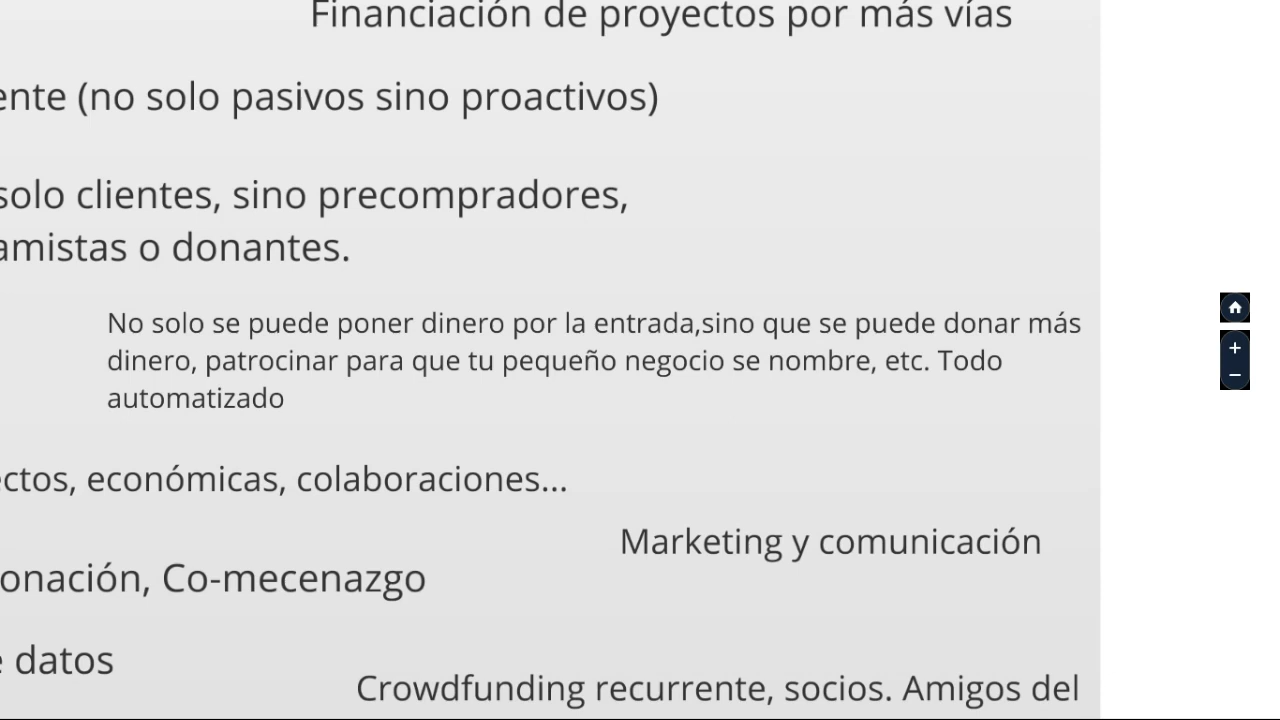 Financiación de proyectos por más vías
ente (no solo pasivos sino proactivos)
solo clientes, sino precompradores,
amistas o donantes.
No solo se puede poner dinero por la entrada,sino que se puede donar más
dinero, patrocinar para que tu pequeño negocio se nombre, etc. Todo
automatizado
ectos, económicas, colaboraciones...
Marketing y comunicación
onación, Co-mecenazgo
e datos
Crowdfunding recurrente, socios. Amigos del